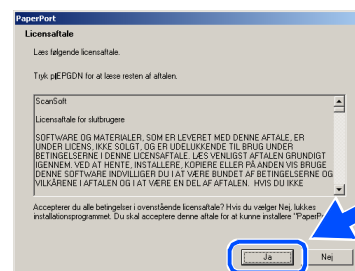 PaperPort
Licensaftale
Læs følgende licensaftale.
Tryk på PGDN for at læse resten af aftalen.
ScanSoft
Licensaftale for slutbrugere
SOFTWARE OG MATERIALER, SOM ER LEVERET MED DENNE AFTALE, ER
UNDER LICENS, IKKE SOLGT, OG ER UDELUKKENDE TIL BRUG UNDER
BETINGELSERNE I DENNE LICENSAFTALE. LÆS VENLIGST AFTALEN GRUNDIGT
IGENNEM. VED AT HENTE, INSTALLERE, KOPIERE ELLER PÅ ANDEN VIS BRUGE
DENNE SOFTWARE INDVILLIGER DU I AT VÆRE BUNDET AF BETINGELSERNE OG
VILKÅRENE I AFTALEN OG I AT VÆRE EN DEL AF AFTALEN. HVIS DU IKKE
Accepterer du alle betingelser i ovenstående licensaftale? Hvis du vælger Nej, lukkes
installationsprogrammet. Du skal acceptere denne aftale for at kunne installere "PaperP
Ja
Nej